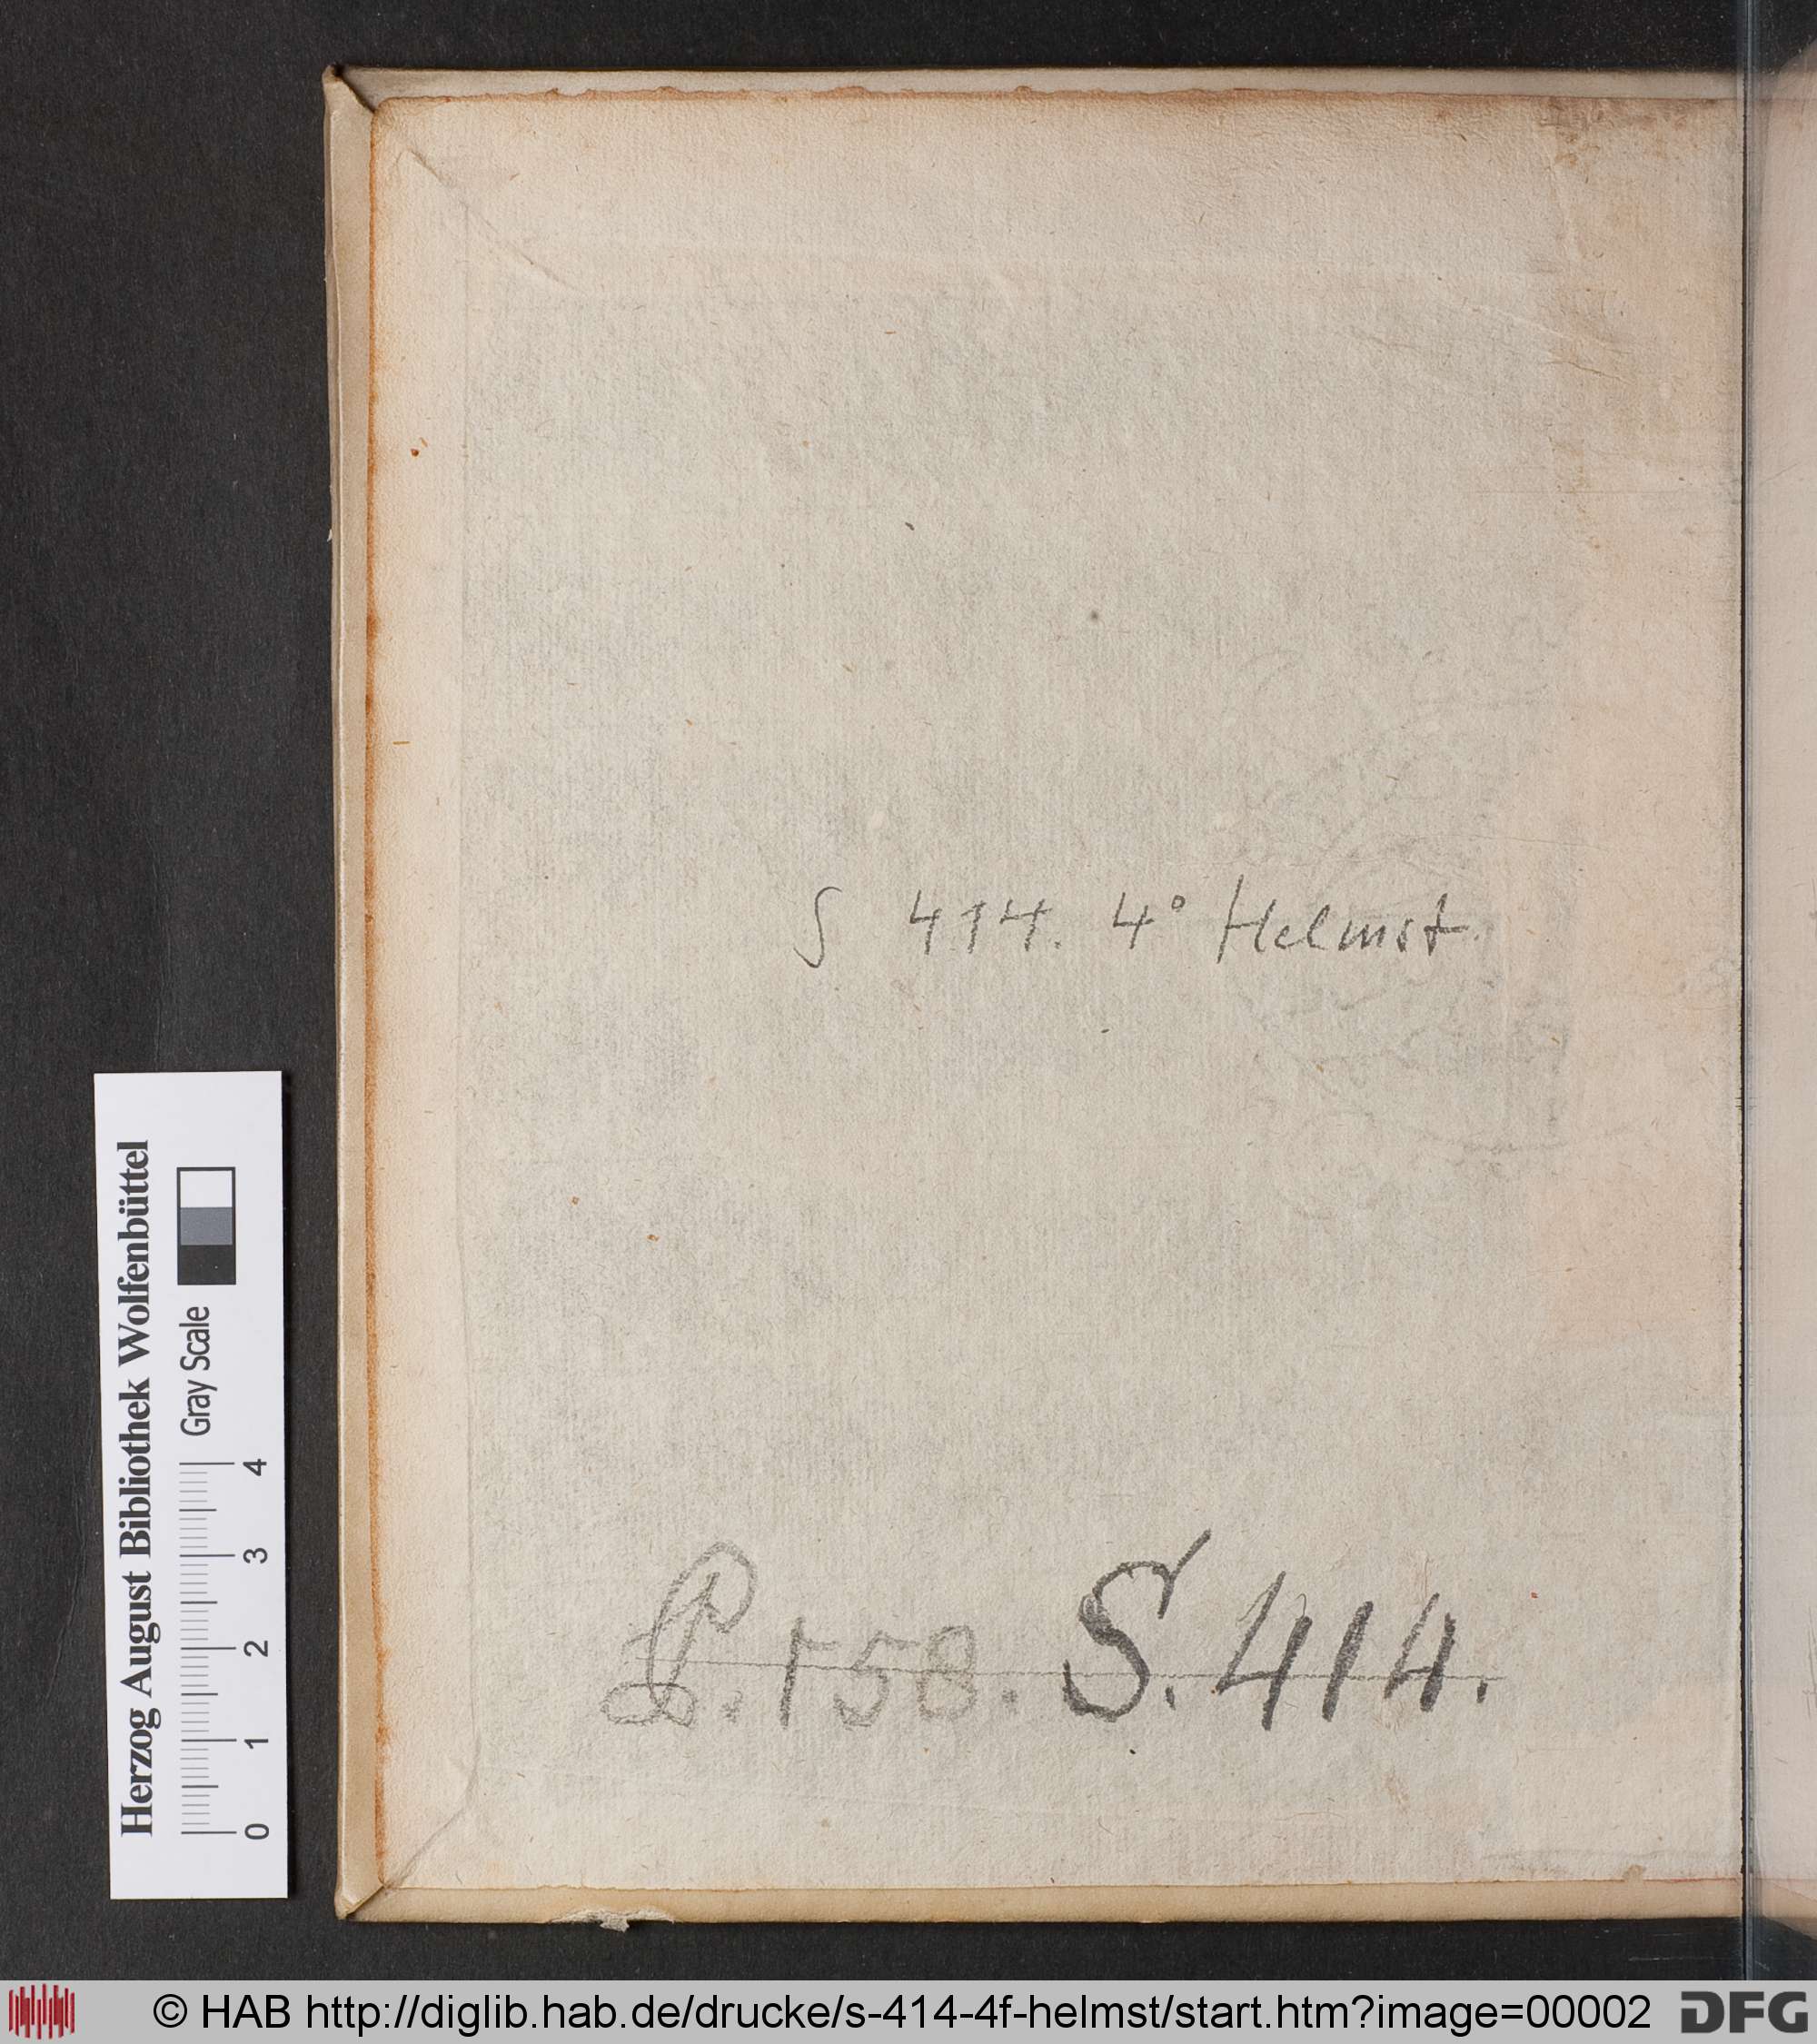 S 414. 4° Helmst.
P. 158. S. 414.
Herzog August Bibliothek Wolfenbüttel
Gray Scale
0 1 2 3 4
© HAB http://diglib.hab.de/drucke/s-414-4f-helmst/start.htm?image=00002
DFG